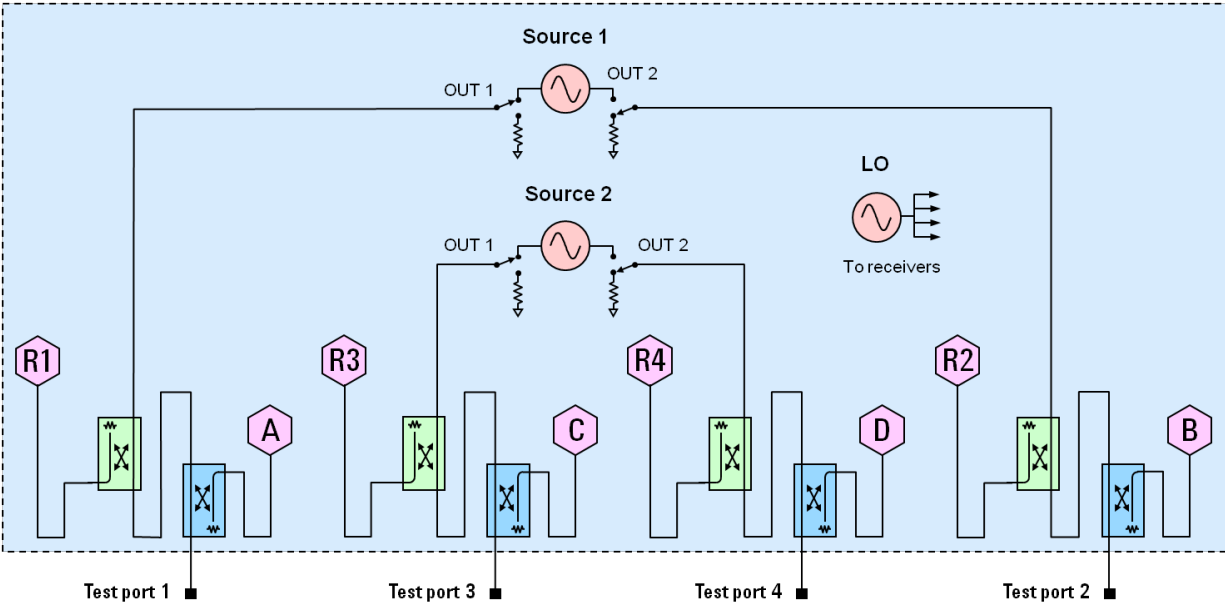 Source 1
OUT 1
OUT 2
LO
Source 2
OUT 1
OUT 2
To receivers
R1
R3
R4
R2
A
C
D
B
Test port 1
Test port 3
Test port 4
Test port 2